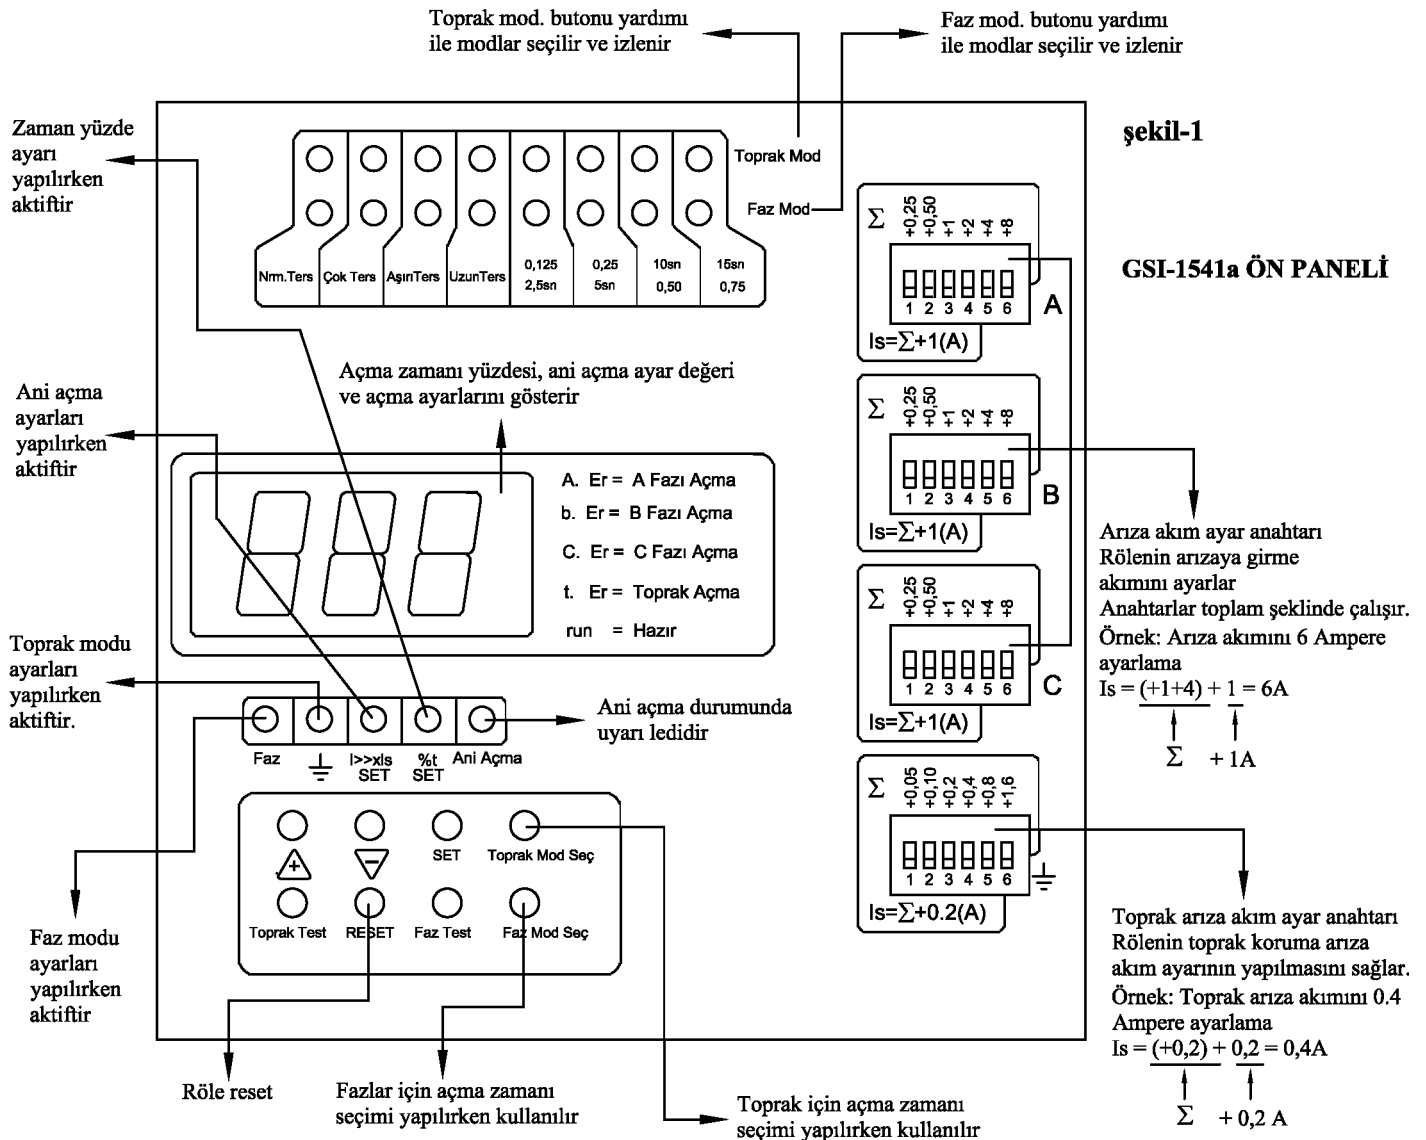 Toprak mod. butonu yardımı
ile modlar seçilir ve izlenir
Faz mod. butonu yardımı
ile modlar seçilir ve izlenir
şekil-1
GSI-1541a ÖN PANELİ
Zaman yüzde
ayarı
yapılırken
aktiftir
Toprak Mod
Faz Mod
Nrm.Ters
Çok Ters
AşırıTers
UzunTers
0,125
2,5sn
0,25
5sn
10sn
0,50
15sn
0,75
Σ
+0,25
+0,50
+1
+2
+4
+8
1 2 3 4 5 6
A
Is=Σ+1(A)
Ani açma
ayarları
yapılırken
aktiftir
Açma zamanı yüzdesi, ani açma ayar değeri
ve açma ayarlarını gösterir
A. Er = A Fazı Açma
b. Er = B Fazı Açma
C. Er = C Fazı Açma
t. Er = Toprak Açma
run = Hazır
Σ
+0,25
+0,50
+1
+2
+4
+8
1 2 3 4 5 6
B
Is=Σ+1(A)
Arıza akım ayar anahtarı
Rölenin arızaya girme
akımını ayarlar
Anahtarlar toplam şeklinde çalışır.
Örnek: Arıza akımını 6 Ampere
ayarlama
Is = (+1+4) + 1 = 6A
Σ + 1A
Σ
+0,25
+0,50
+1
+2
+4
+8
1 2 3 4 5 6
C
Is=Σ+1(A)
Toprak modu
ayarları
yapılırken
aktiftir.
Faz
I>>xIs
SET
%t
SET
Ani Açma
Ani açma durumunda
uyarı ledidir
Σ
+0,05
+0,10
+0,2
+0,4
+0,8
+1,6
1 2 3 4 5 6
Is=Σ+0.2(A)
+
−
SET
Toprak Mod Seç
Toprak Test
RESET
Faz Test
Faz Mod Seç
Faz modu
ayarları
yapılırken
aktiftir
Toprak arıza akım ayar anahtarı
Rölenin toprak koruma arıza
akım ayarının yapılmasını sağlar.
Örnek: Toprak arıza akımını 0.4
Ampere ayarlama
Is = (+0,2) + 0,2 = 0,4A
Σ + 0,2 A
Röle reset
Fazlar için açma zamanı
seçimi yapılırken kullanılır
Toprak için açma zamanı
seçimi yapılırken kullanılır